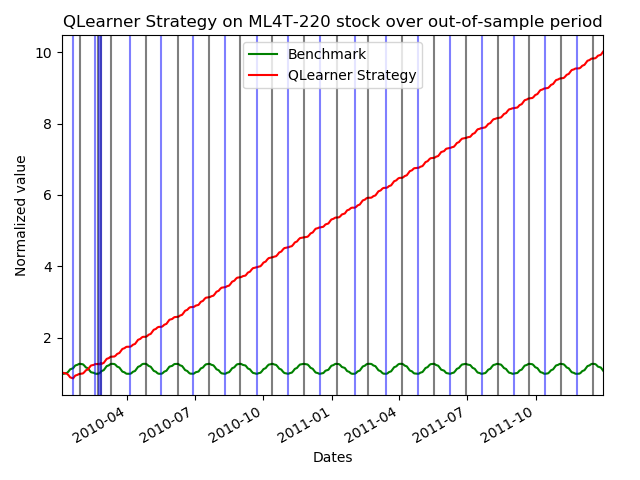 QLearner Strategy on ML4T-220 stock over out-of-sample period
Benchmark
QLearner Strategy
Normalized value
10
8
6
4
2
2010-04
2010-07
2010-10
2011-01
2011-04
2011-07
2011-10
Dates